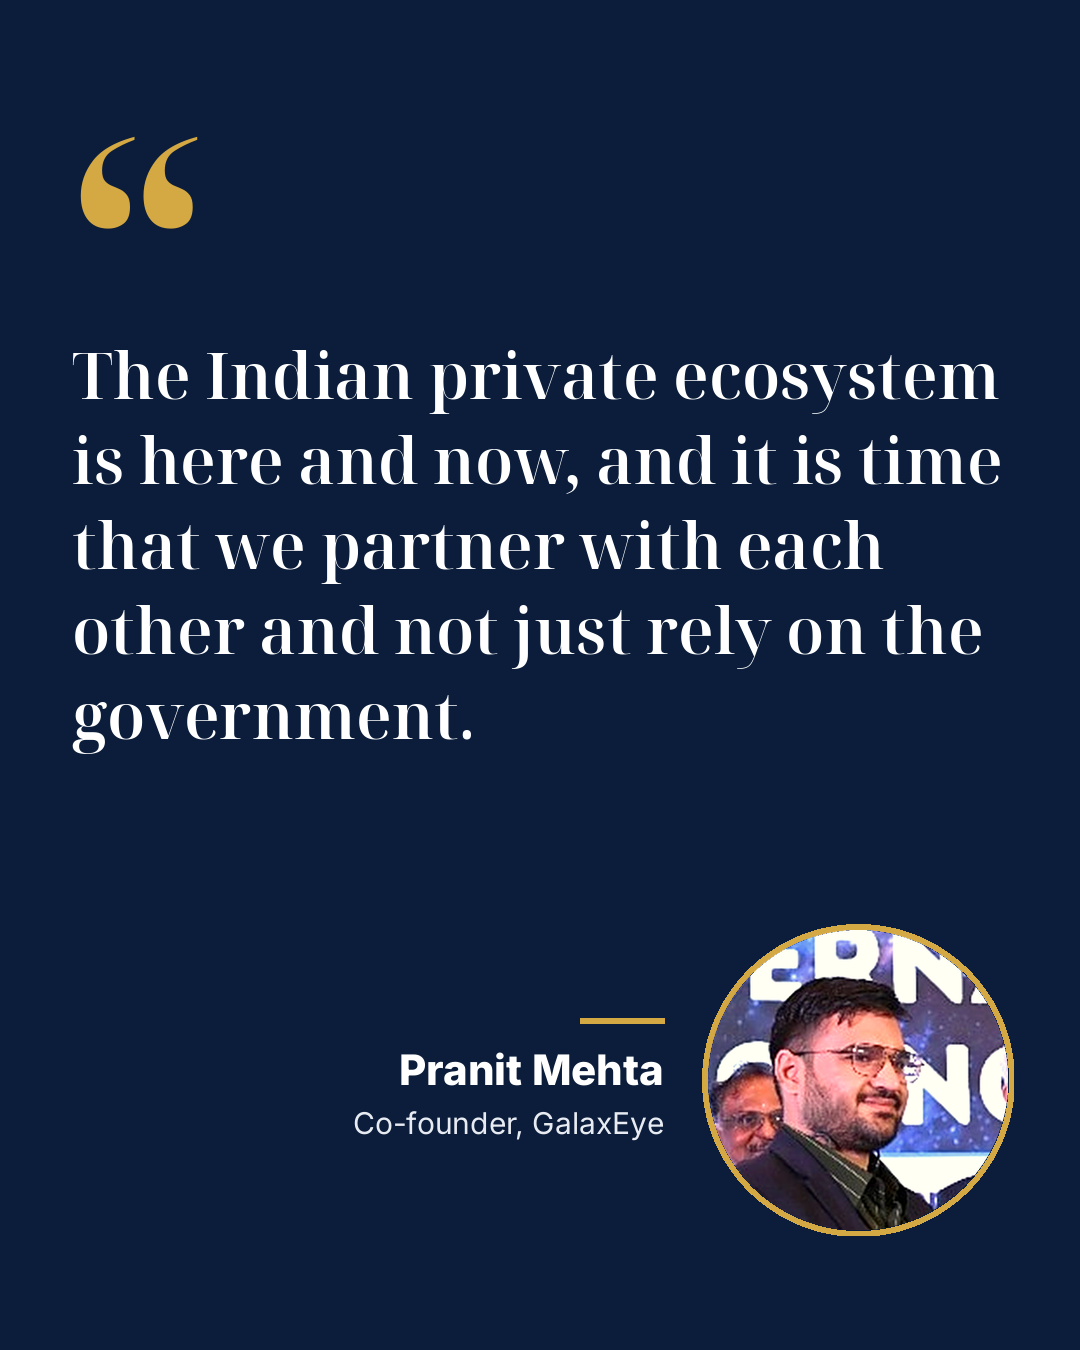 “
The Indian private ecosystem
is here and now, and it is time
that we partner with each
other and not just rely on the
government.
ERNA
Pranit Mehta
Co-founder, GalaxEye